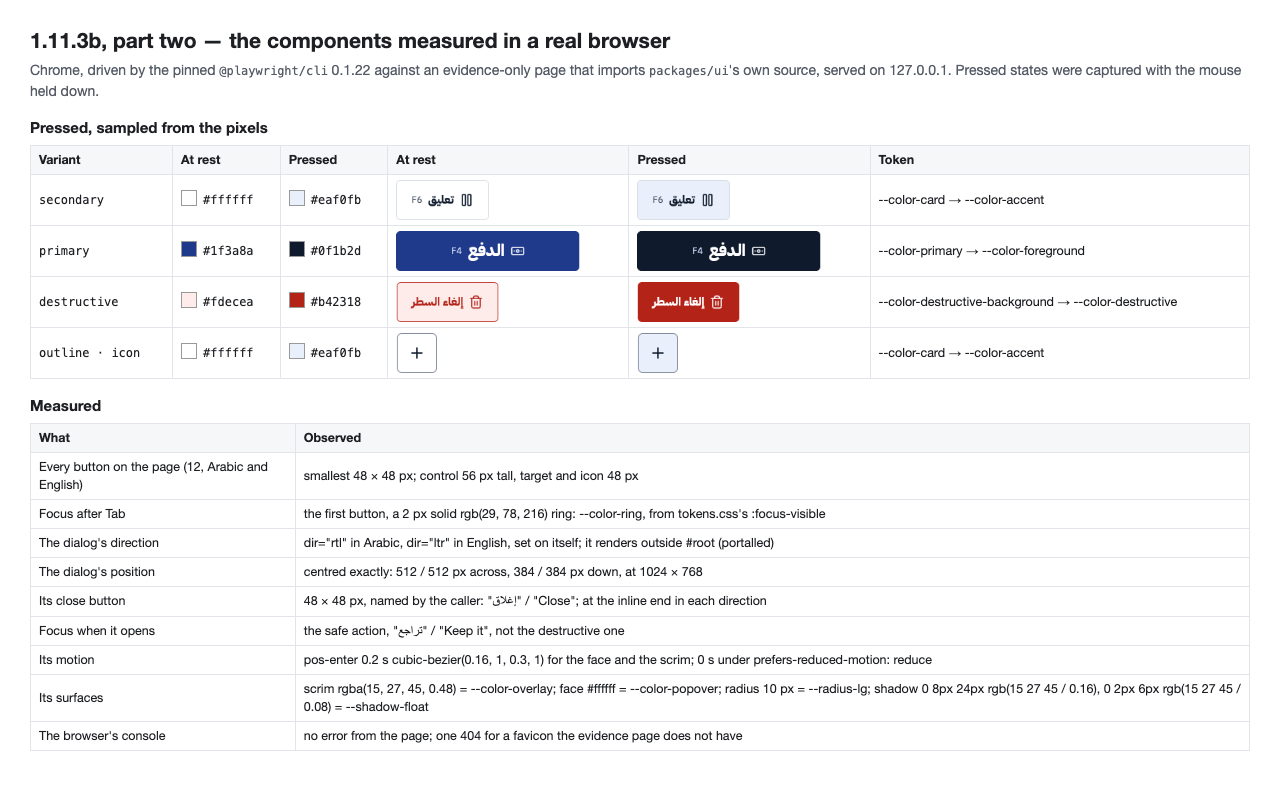 1.11.3b, part two — the components measured in a real browser
Chrome, driven by the pinned @playwright/cli 0.1.22 against an evidence-only page that imports packages/ui's own source, served on 127.0.0.1. Pressed states were captured with the mouse
held down.
Pressed, sampled from the pixels
Variant At rest Pressed At rest Pressed Token
secondary #ffffff #eaf0fb تعليق F6 تعليق F6 --color-card → --color-accent
primary #1f3a8a #0f1b2d الدفع F4 الدفع F4 --color-primary → --color-foreground
destructive #fdecea #b42318 إلغاء السطر إلغاء السطر --color-destructive-background → --color-destructive
outline · icon #ffffff #eaf0fb + + --color-card → --color-accent
Measured
What Observed
Every button on the page (12, Arabic and
English)
smallest 48 × 48 px; control 56 px tall, target and icon 48 px
Focus after Tab the first button, a 2 px solid rgb(29, 78, 216) ring: --color-ring, from tokens.css's :focus-visible
The dialog's direction dir="rtl" in Arabic, dir="ltr" in English, set on itself; it renders outside #root (portalled)
The dialog's position centred exactly: 512 / 512 px across, 384 / 384 px down, at 1024 × 768
Its close button 48 × 48 px, named by the caller: "إغلاق" / "Close"; at the inline end in each direction
Focus when it opens the safe action, "تراجع" / "Keep it", not the destructive one
Its motion pos-enter 0.2 s cubic-bezier(0.16, 1, 0.3, 1) for the face and the scrim; 0 s under prefers-reduced-motion: reduce
Its surfaces scrim rgba(15, 27, 45, 0.48) = --color-overlay; face #ffffff = --color-popover; radius 10 px = --radius-lg; shadow 0 8px 24px rgb(15 27 45 / 0.16), 0 2px 6px rgb(15 27 45 /
0.08) = --shadow-float
The browser's console no error from the page; one 404 for a favicon the evidence page does not have